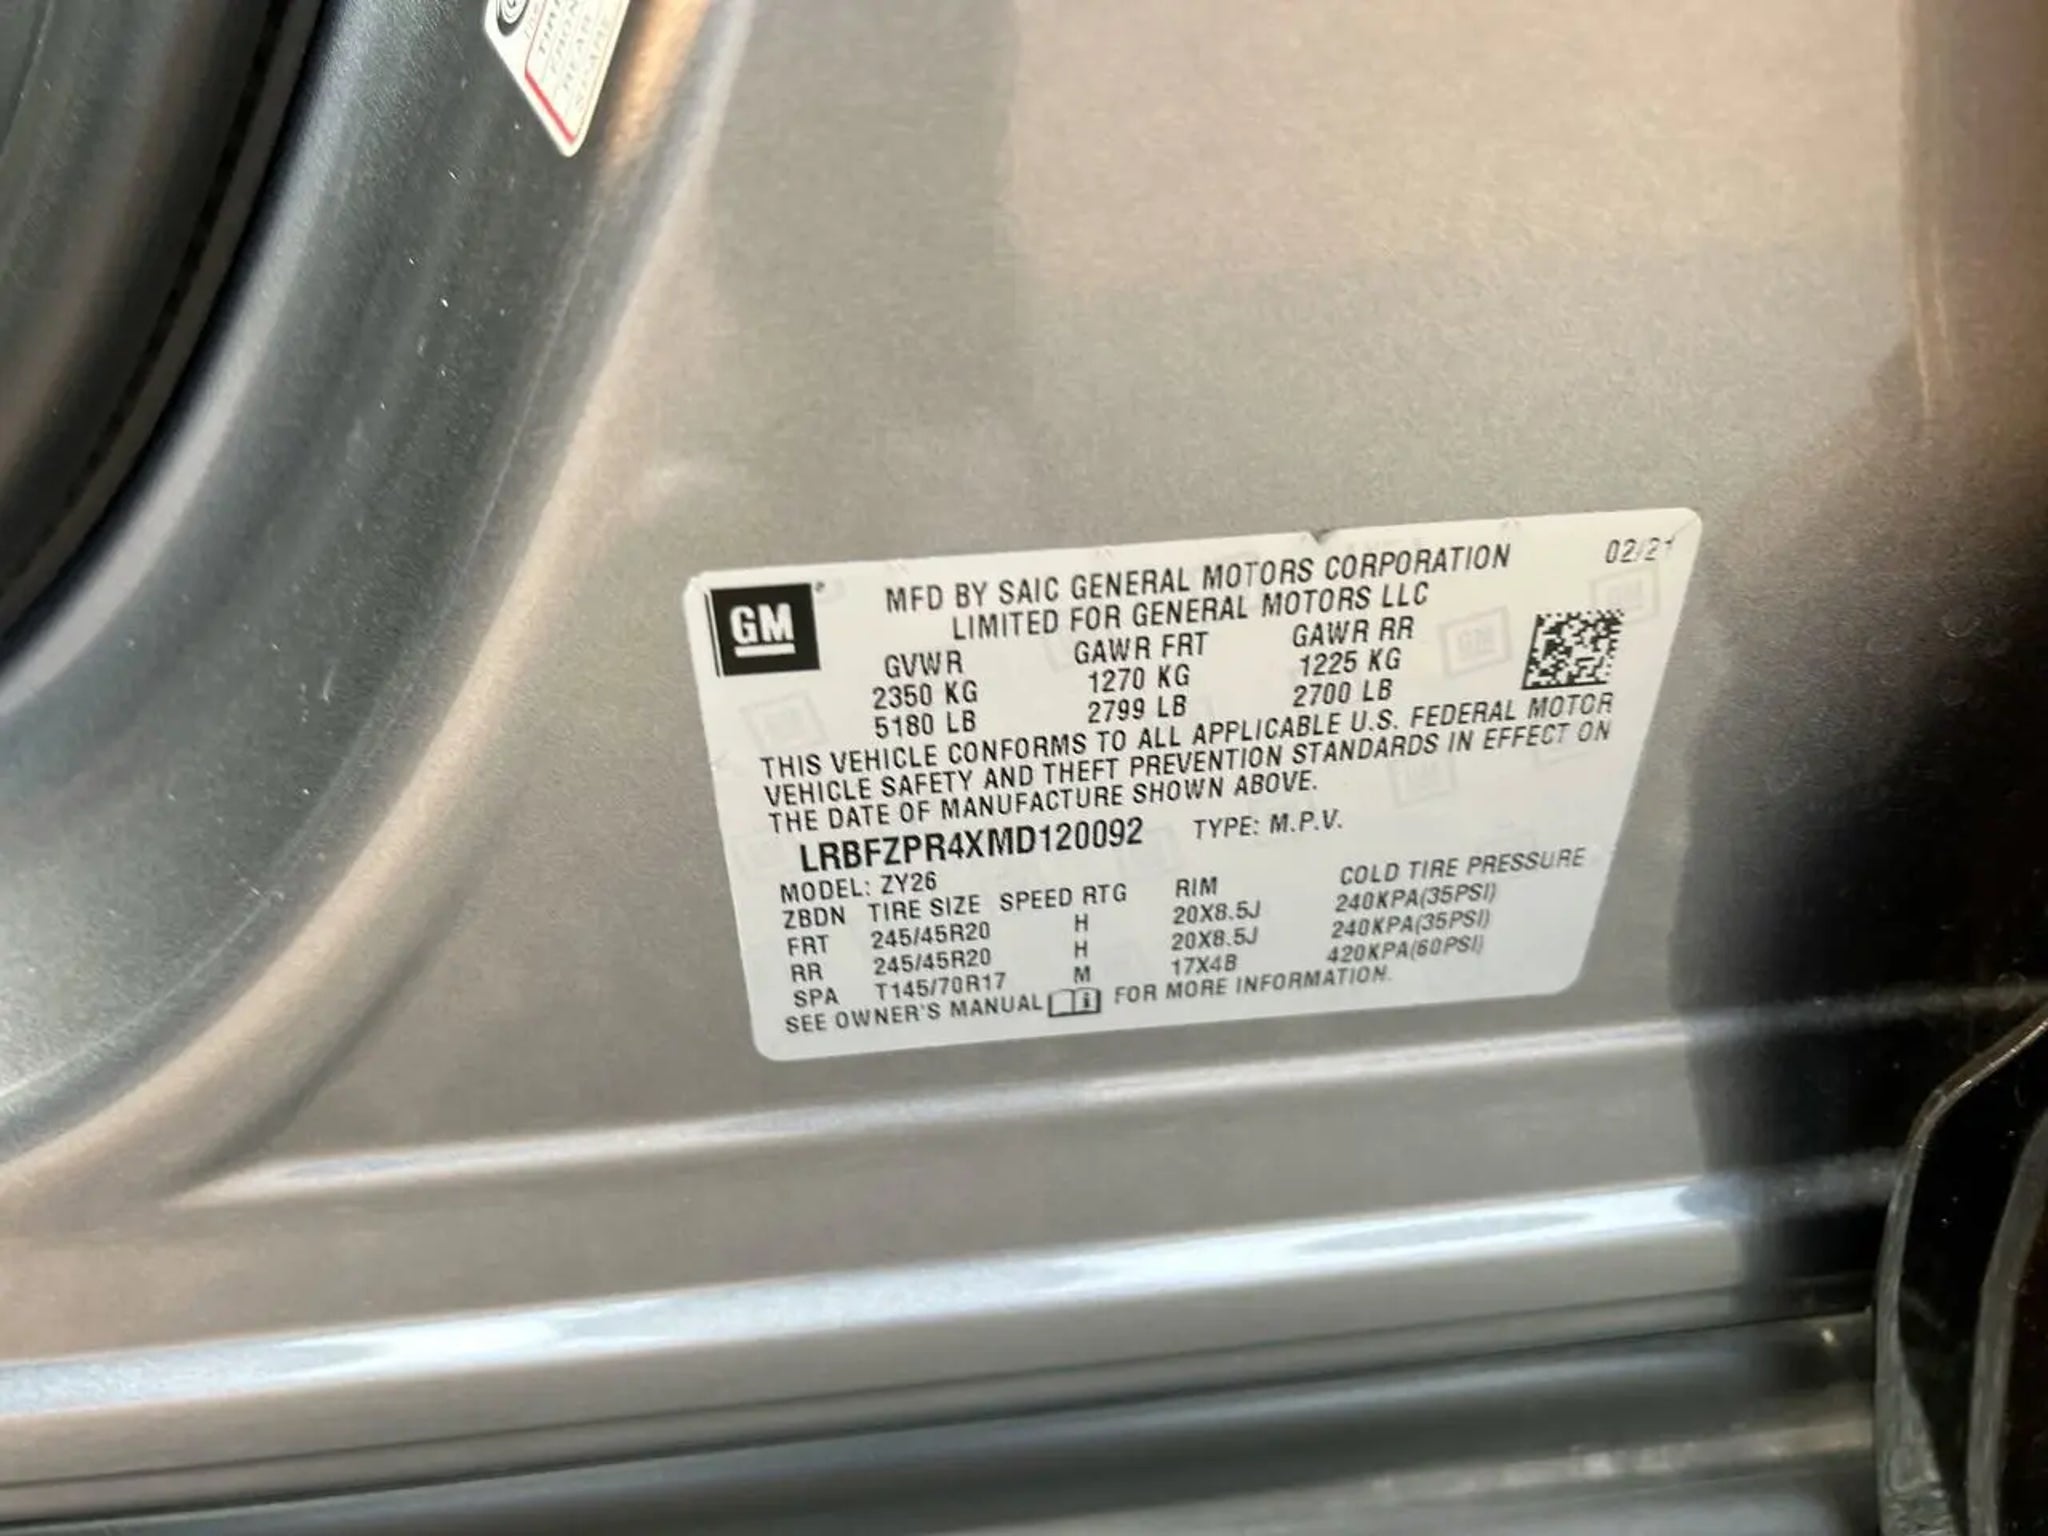 GM
MFD BY SAIC GENERAL MOTORS CORPORATION 02/21
LIMITED FOR GENERAL MOTORS LLC
GVWR GAWR FRT GAWR RR
2350 KG 1270 KG 1225 KG
5180 LB 2799 LB 2700 LB
THIS VEHICLE CONFORMS TO ALL APPLICABLE U.S. FEDERAL MOTOR
VEHICLE SAFETY AND THEFT PREVENTION STANDARDS IN EFFECT ON
THE DATE OF MANUFACTURE SHOWN ABOVE.
LRBFZPR4XMD120092 TYPE: M.P.V.
MODEL: ZY26
ZBDN TIRE SIZE SPEED RTG RIM COLD TIRE PRESSURE
FRT 245/45R20 H 20X8.5J 240KPA(35PSI)
RR 245/45R20 H 20X8.5J 240KPA(35PSI)
SPA T145/70R17 M 17X4B 420KPA(60PSI)
SEE OWNER'S MANUAL FOR MORE INFORMATION.